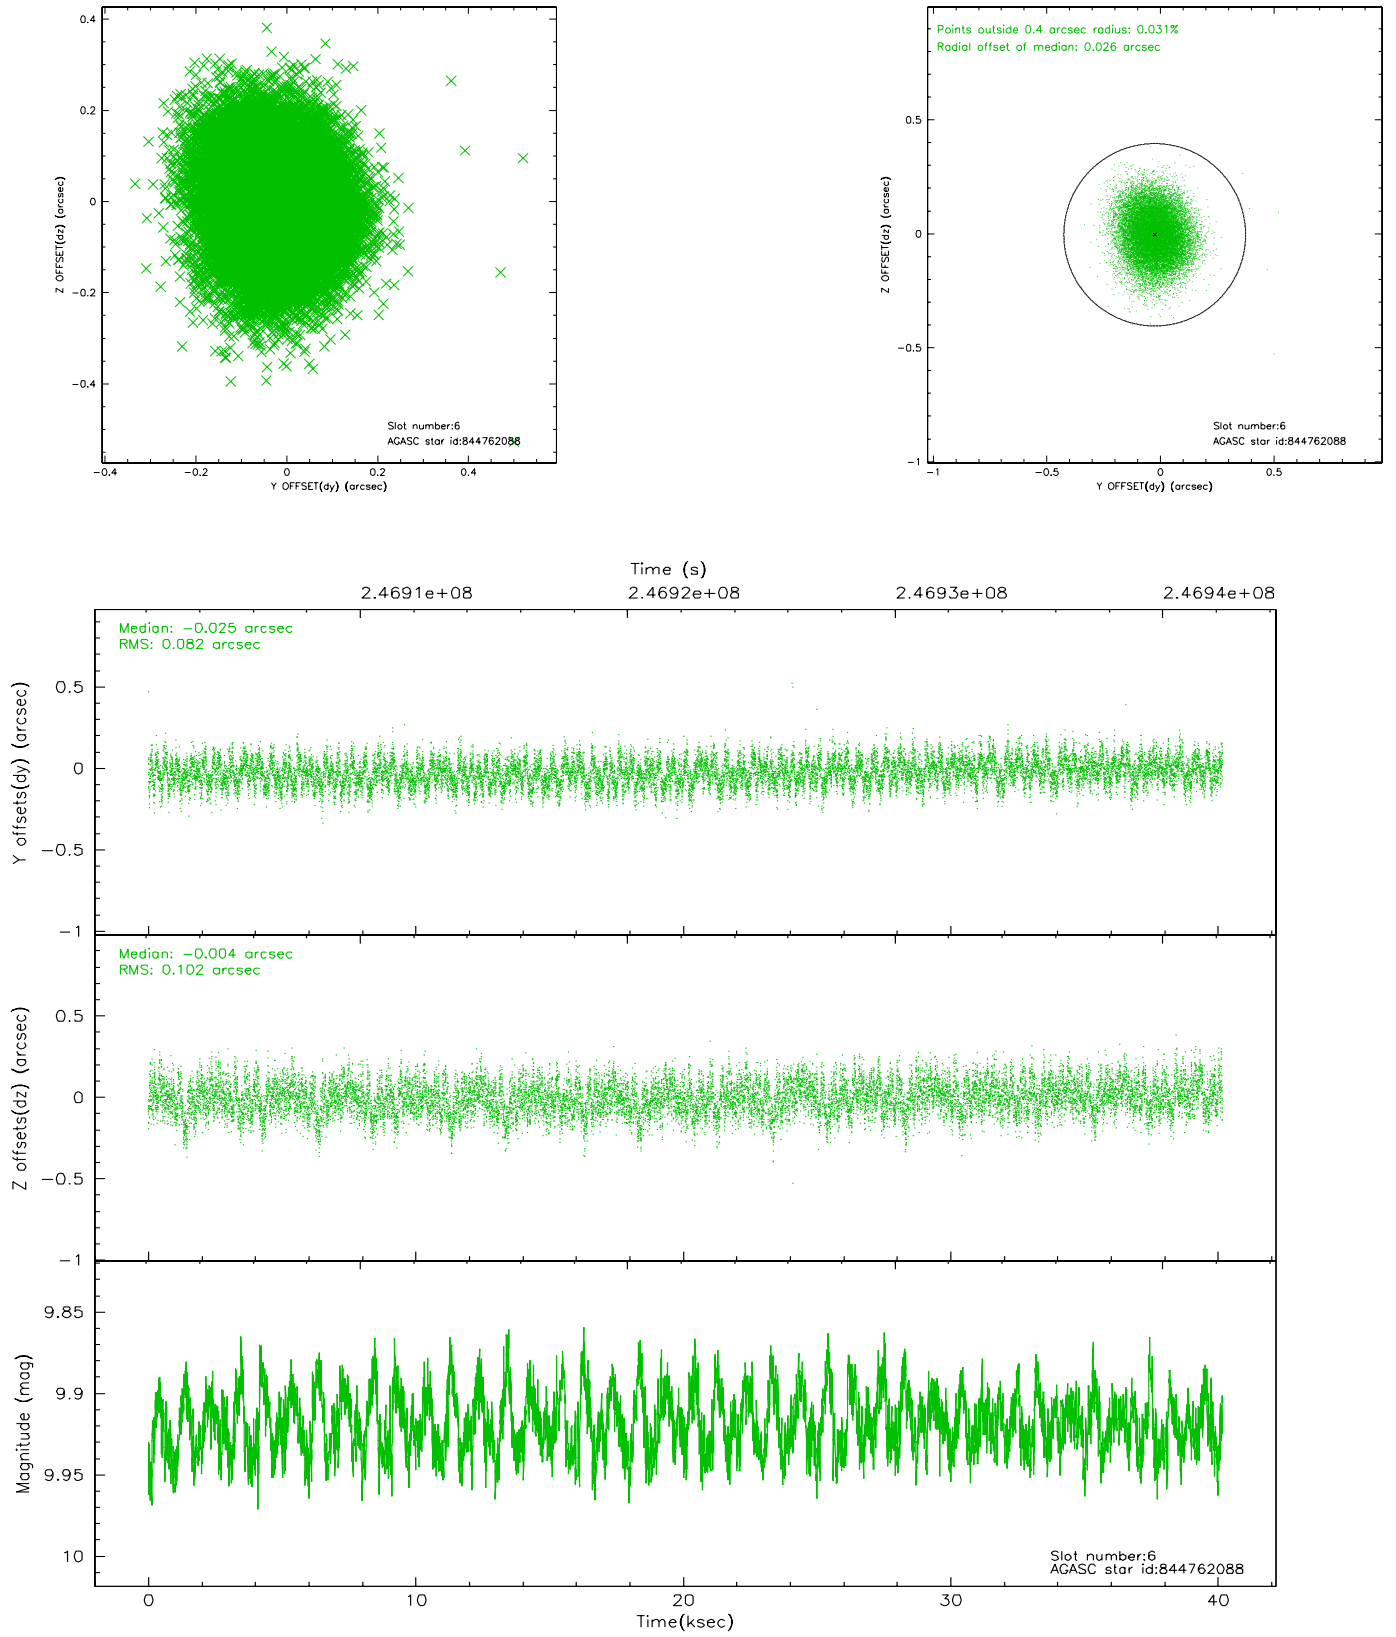 0.4
0.2
0
−0.2
−0.4
−0.4
−0.2
0
0.2
0.4
Z OFFSET(dz) (arcsec)
Y OFFSET(dy) (arcsec)
Slot number:6
AGASC star id:844762088
Points outside 0.4 arcsec radius: 0.031%
Radial offset of median: 0.026 arcsec
0.5
0
−0.5
−1
−1
−0.5
0
0.5
Z OFFSET(dz) (arcsec)
Y OFFSET(dy) (arcsec)
Slot number:6
AGASC star id:844762088
Time (s)
2.4691e+08
2.4692e+08
2.4693e+08
2.4694e+08
Median: −0.025 arcsec
RMS: 0.082 arcsec
0.5
0
−0.5
−1
Y offsets(dy) (arcsec)
Median: −0.004 arcsec
RMS: 0.102 arcsec
0.5
0
−0.5
−1
Z offsets(dz) (arcsec)
9.85
9.9
9.95
10
Magnitude (mag)
Slot number:6
AGASC star id:844762088
0
10
20
30
40
Time(ksec)